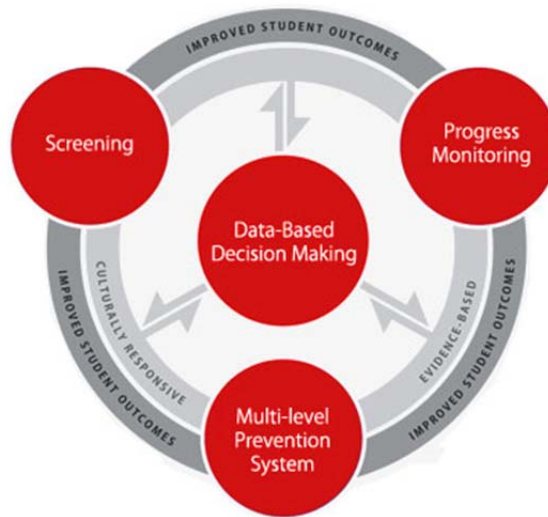 IMPROVED STUDENT OUTCOMES
Screening
Progress
Monitoring
Data-Based
Decision Making
IMPROVED STUDENT OUTCOMES
CULTURALLY RESPONSIVE
EVIDENCE-BASED
IMPROVED STUDENT OUTCOMES
Multi-level
Prevention
System